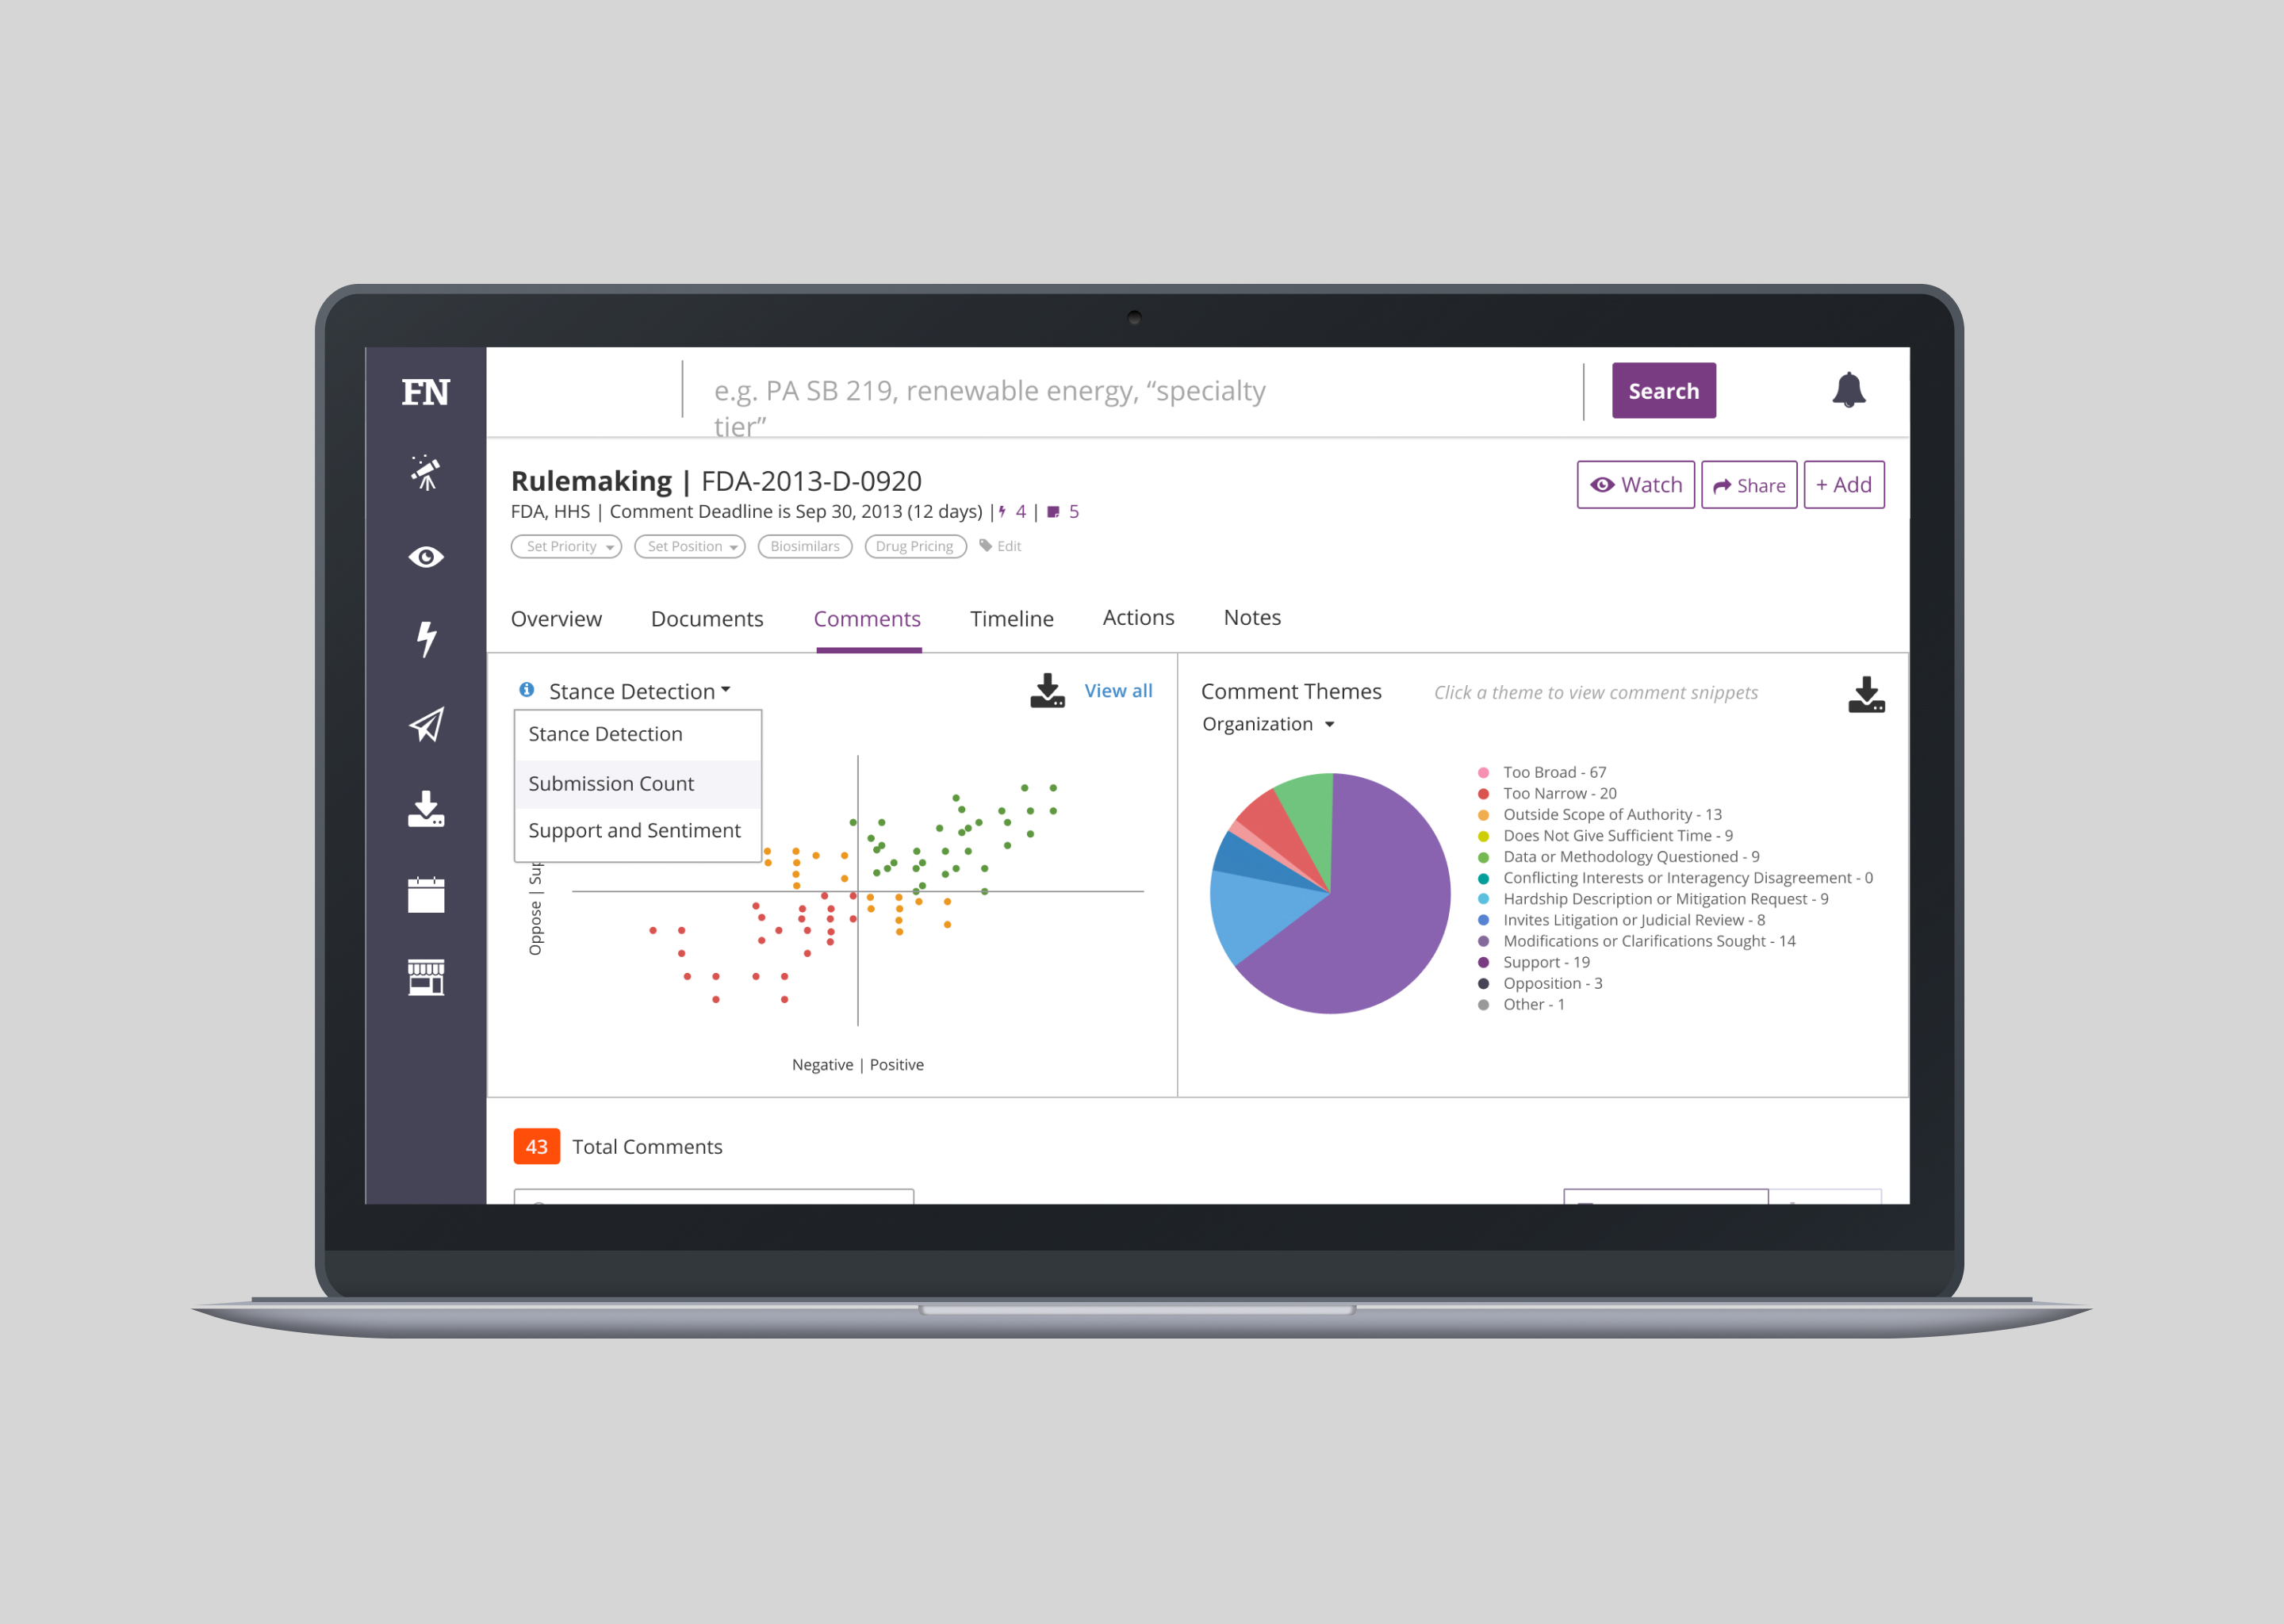 FN
e.g. PA SB 219, renewable energy, “specialty
tier”
Search
Rulemaking | FDA-2013-D-0920
Watch
Share
+ Add
FDA, HHS | Comment Deadline is Sep 30, 2013 (12 days) | 4 | 5
Set Priority
Set Position
Biosimilars
Drug Pricing
Edit
Overview
Documents
Comments
Timeline
Actions
Notes
Stance Detection
View all
Stance Detection
Submission Count
Support and Sentiment
Oppose | Sup
Negative | Positive
Comment Themes
Click a theme to view comment snippets
Organization
Too Broad - 67
Too Narrow - 20
Outside Scope of Authority - 13
Does Not Give Sufficient Time - 9
Data or Methodology Questioned - 9
Conflicting Interests or Interagency Disagreement - 0
Hardship Description or Mitigation Request - 9
Invites Litigation or Judicial Review - 8
Modifications or Clarifications Sought - 14
Support - 19
Opposition - 3
Other - 1
43 Total Comments